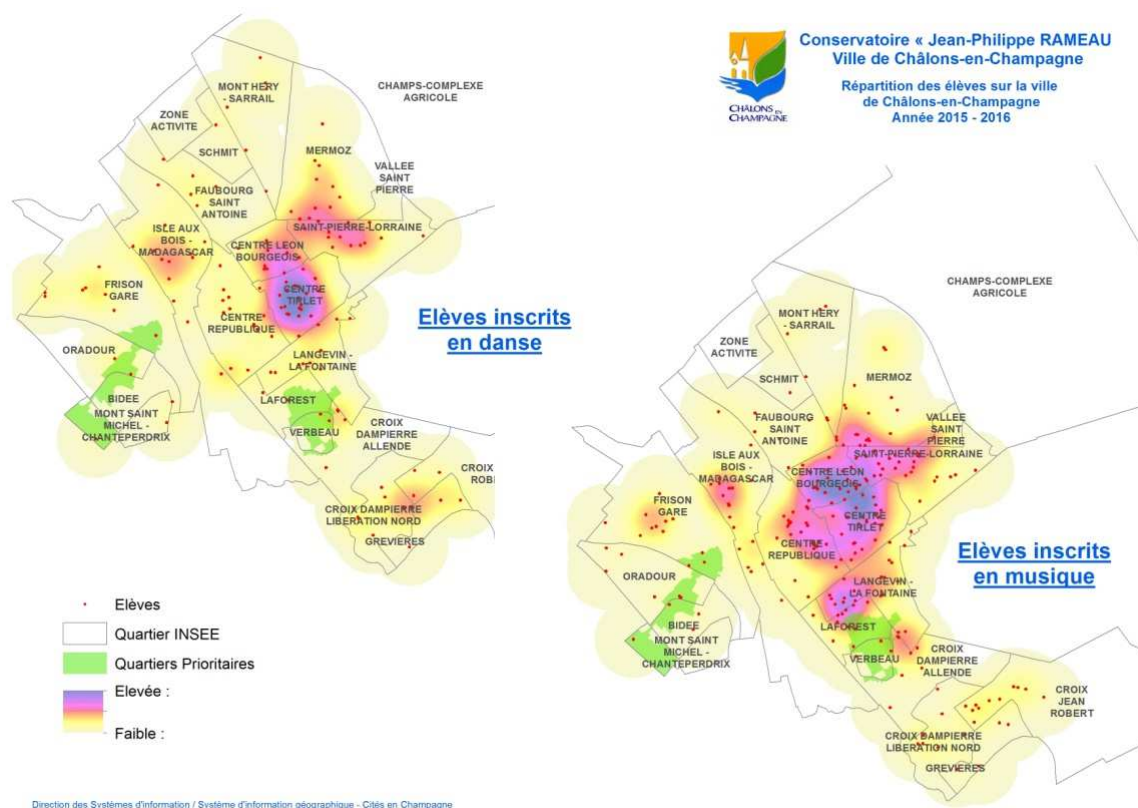 Conservatoire « Jean-Philippe RAMEAU
Ville de Châlons-en-Champagne
Répartition des élèves sur la ville
de Châlons-en-Champagne
Année 2015 - 2016
CHÂLONS EN
CHAMPAGNE
MONT HERY
- SARRAIL
CHAMPS-COMPLEXE
AGRICOLE
ZONE
ACTIVITE
SCHMIT
MERMOZ
VALLEE
SAINT
PIERRE
FAUBOURG
SAINT
ANTOINE
ISLE AUX
BOIS -
MADAGASCAR
SAINT-PIERRE-LORRAINE
CENTRE LEON
BOURGEOIS
FRISON
GARE
CENTRE
TIRLET
CENTRE
REPUBLIQUE
Elèves inscrits
en danse
ORADOUR
LANGEVIN -
LA FONTAINE
BIDEE
LAFOREST
MONT SAINT
MICHEL -
CHANTEPERDRIX
VERBEAU
CROIX
DAMPIERRE
ALLENDE
CROIX
ROBI
CROIX DAMPIERRE
LIBERATION NORD
GREVIERES
CHAMPS-COMPLEXE
AGRICOLE
MONT HERY
- SARRAIL
ZONE
ACTIVITE
SCHMIT
MERMOZ
FAUBOURG
SAINT
ANTOINE
VALLEE
SAINT
PIERRE
SAINT-PIERRE-LORRAINE
ISLE AUX
BOIS -
MADAGASCAR
CENTRE LEON
BOURGEOIS
FRISON
GARE
CENTRE
TIRLET
CENTRE
REPUBLIQUE
Elèves inscrits
en musique
ORADOUR
LANGEVIN -
LA FONTAINE
BIDEE
LAFOREST
MONT SAINT
MICHEL -
CHANTEPERDRIX
VERBEAU
CROIX
DAMPIERRE
ALLENDE
CROIX
JEAN
ROBERT
CROIX DAMPIERRE
LIBERATION NORD
GREVIERES
Elèves
Quartier INSEE
Quartiers Prioritaires
Elevée :
Faible :
Direction des Systèmes d'information / Système d'information géographique - Cités en Champagne